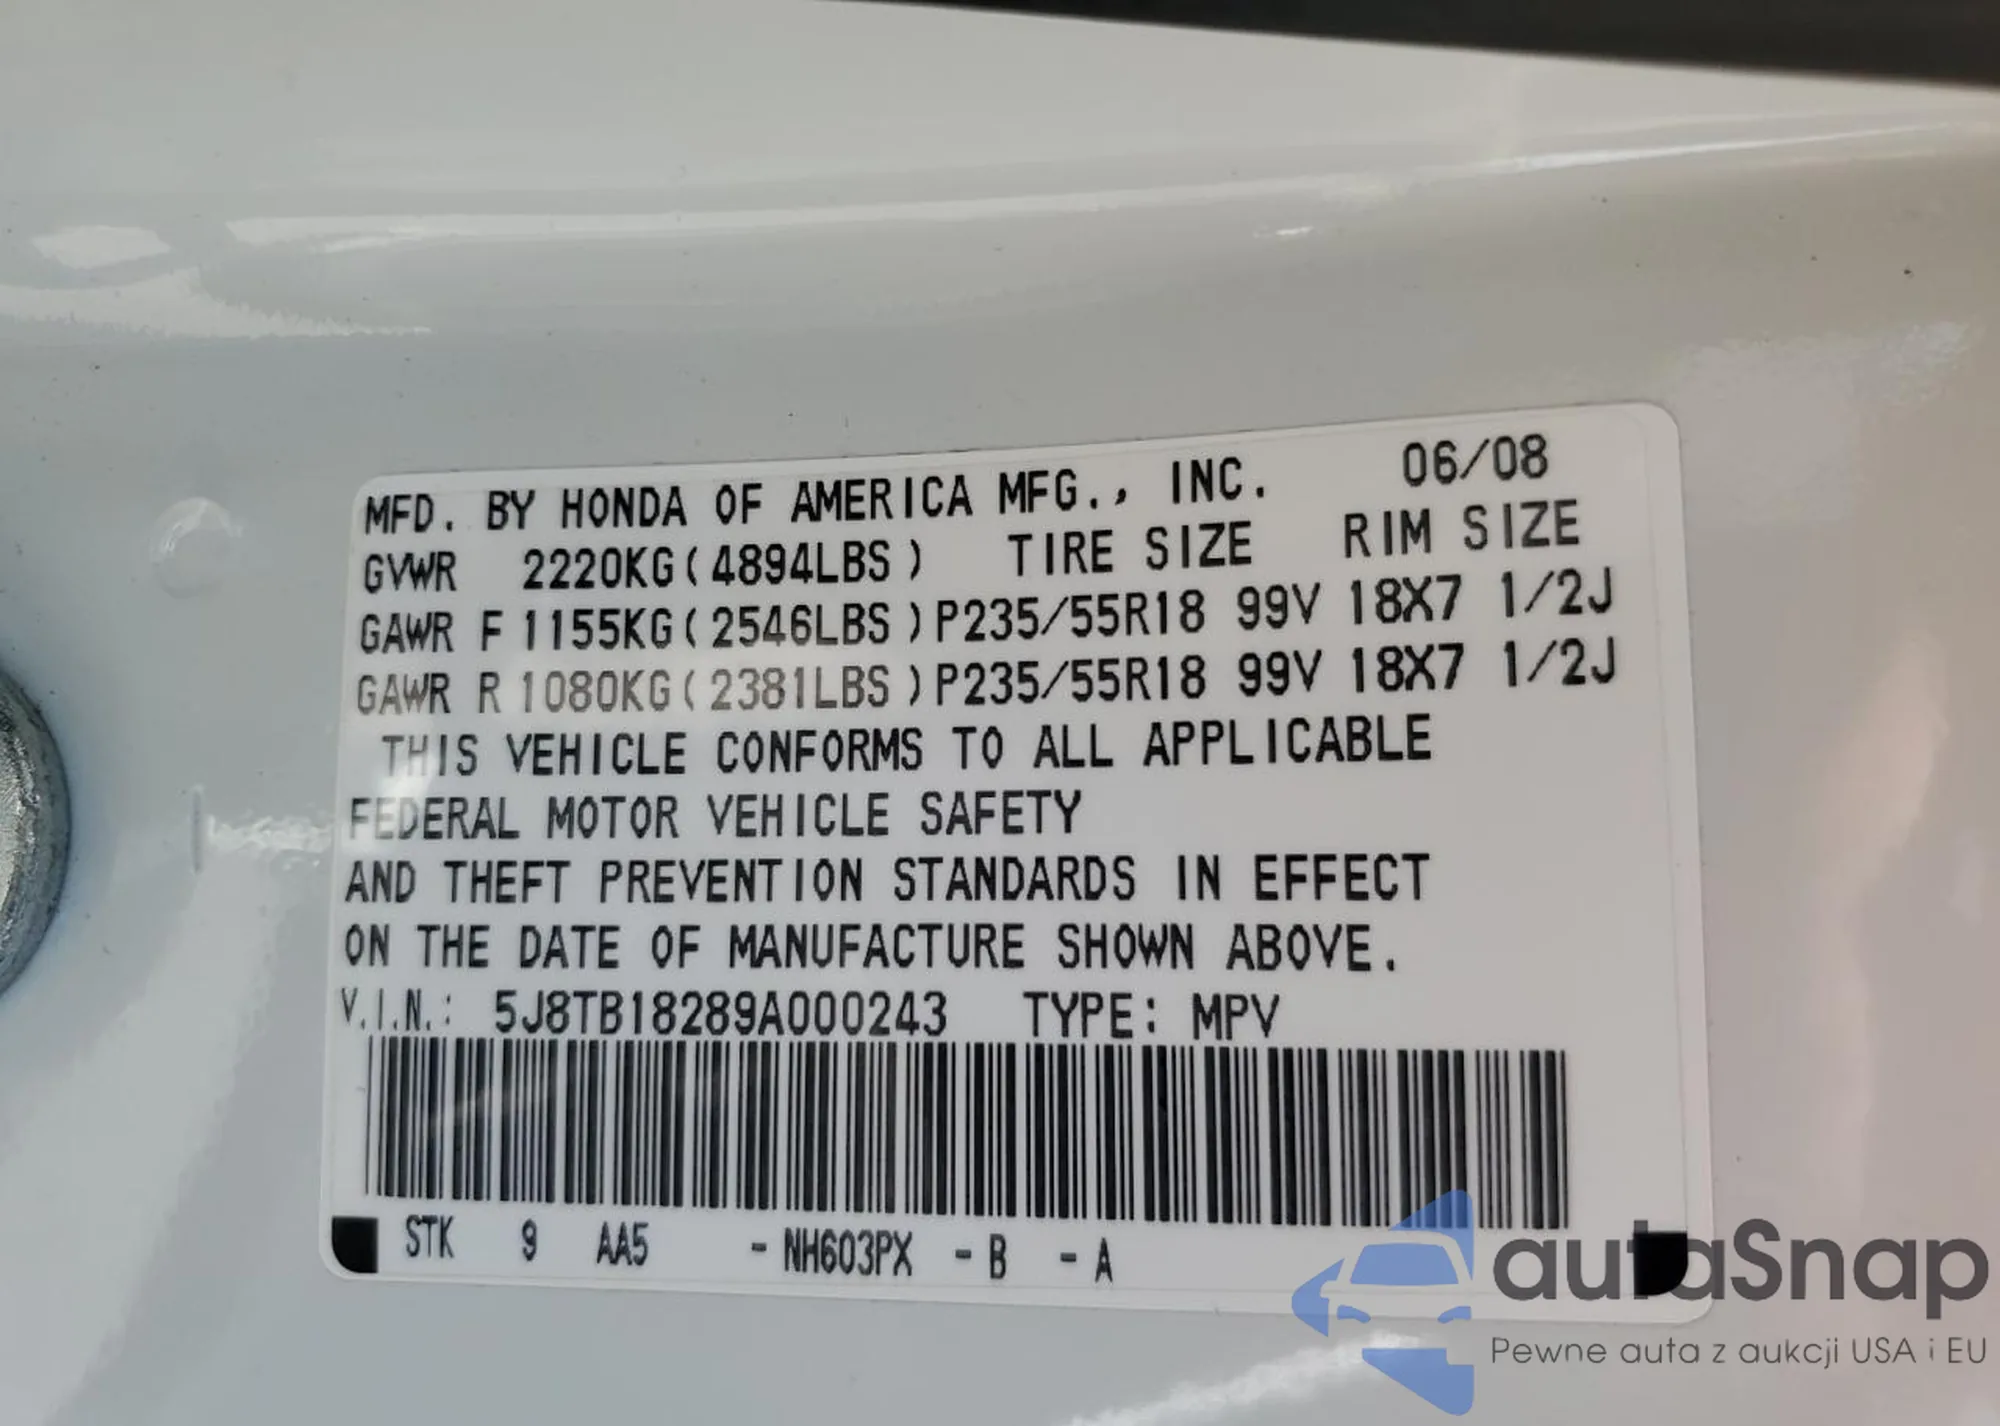 MFD. BY HONDA OF AMERICA MFG., INC. 06/08
GVWR 2220KG(4894LBS) TIRE SIZE RIM SIZE
GAWR F 1155KG(2546LBS)P235/55R18 99V 18X7 1/2J
GAWR R 1080KG(2381LBS)P235/55R18 99V 18X7 1/2J
THIS VEHICLE CONFORMS TO ALL APPLICABLE
FEDERAL MOTOR VEHICLE SAFETY
AND THEFT PREVENTION STANDARDS IN EFFECT
ON THE DATE OF MANUFACTURE SHOWN ABOVE.
V.I.N.: 5J8TB18289A000243 TYPE: MPV
STK 9 AA5 -NH603PX -B -A
autaSnap
Pewne auta z aukcji USA i EU